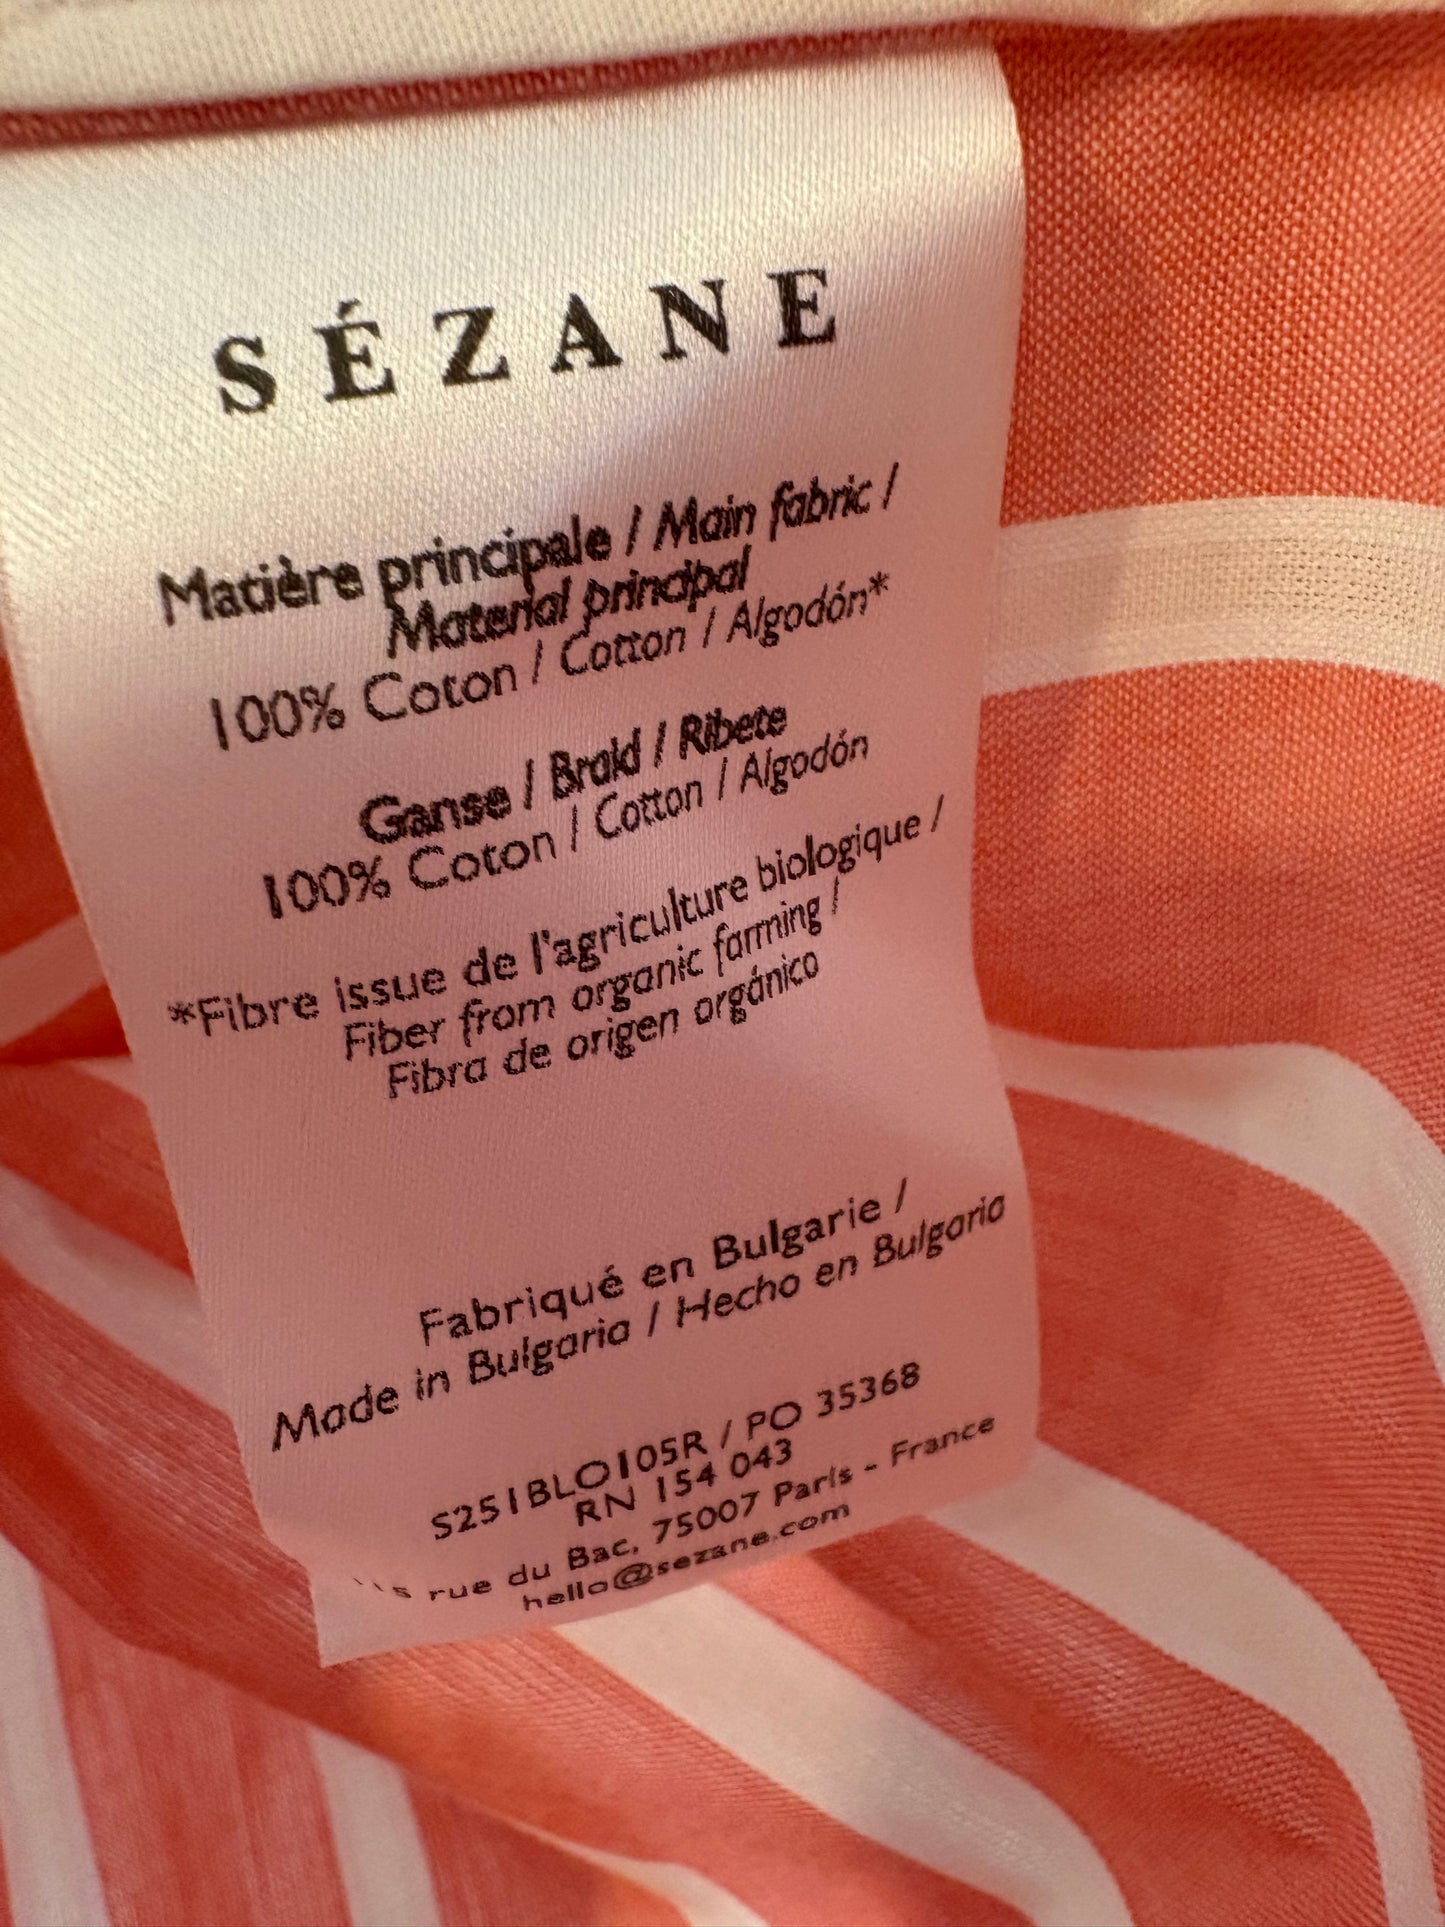 SÉZANE
Matière principale / Main fabric /
Material principal
100% Coton / Cotton / Algodón*
Ganse / Braid / Ribete
100% Coton / Cotton / Algodón
*Fibre issue de l'agriculture biologique /
Fiber from organic farming /
Fibra de origen orgánico
Fabriqué en Bulgarie /
Made in Bulgaria / Hecho en Bulgaria
S251BLO105R / PO 35368
RN 154 043
rue du Bac, 75007 Paris - France
hello@sezane.com